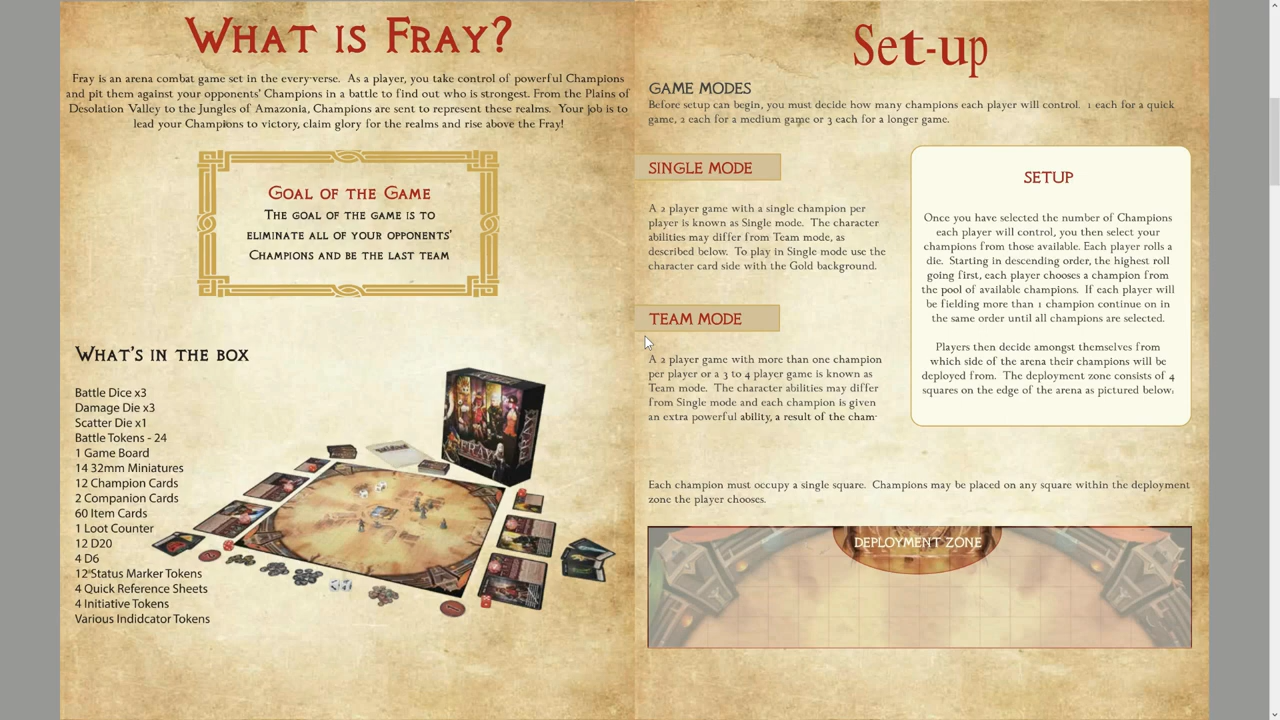 What is Fray?
Fray is an arena combat game set in the every-verse. As a player, you take control of powerful Champions
and pit them against your opponents' Champions in a battle to find out who is strongest. From the Plains of
Desolation Valley to the Jungles of Amazonia, Champions are sent to represent these realms. Your job is to
lead your Champions to victory, claim glory for the realms and rise above the Fray!
Goal of the Game
The goal of the game is to
eliminate all of your opponents'
Champions and be the last team
What's in the box
Battle Dice x3
Damage Die x3
Scatter Die x1
Battle Tokens - 24
1 Game Board
14 32mm Miniatures
12 Champion Cards
2 Companion Cards
60 Item Cards
1 Loot Counter
12 D20
4 D6
12 Status Marker Tokens
4 Quick Reference Sheets
4 Initiative Tokens
Various Indidcator Tokens
FRAY
FRAY
Set-up
GAME MODES
Before setup can begin, you must decide how many champions each player will control. 1 each for a quick
game, 2 each for a medium game or 3 each for a longer game.
SINGLE MODE
A 2 player game with a single champion per
player is known as Single mode. The character
abilities may differ from Team mode, as
described below. To play in Single mode use the
character card side with the Gold background.
TEAM MODE
A 2 player game with more than one champion
per player or a 3 to 4 player game is known as
Team mode. The character abilities may differ
from Single mode and each champion is given
an extra powerful ability, a result of the cham-
SETUP
Once you have selected the number of Champions
each player will control, you then select your
champions from those available. Each player rolls a
die. Starting in descending order, the highest roll
going first, each player chooses a champion from
the pool of available champions. If each player will
be fielding more than 1 champion continue on in
the same order until all champions are selected.
Players then decide amongst themselves from
which side of the arena their champions will be
deployed from. The deployment zone consists of 4
squares on the edge of the arena as pictured below;
Each champion must occupy a single square. Champions may be placed on any square within the deployment
zone the player chooses.
DEPLOYMENT ZONE